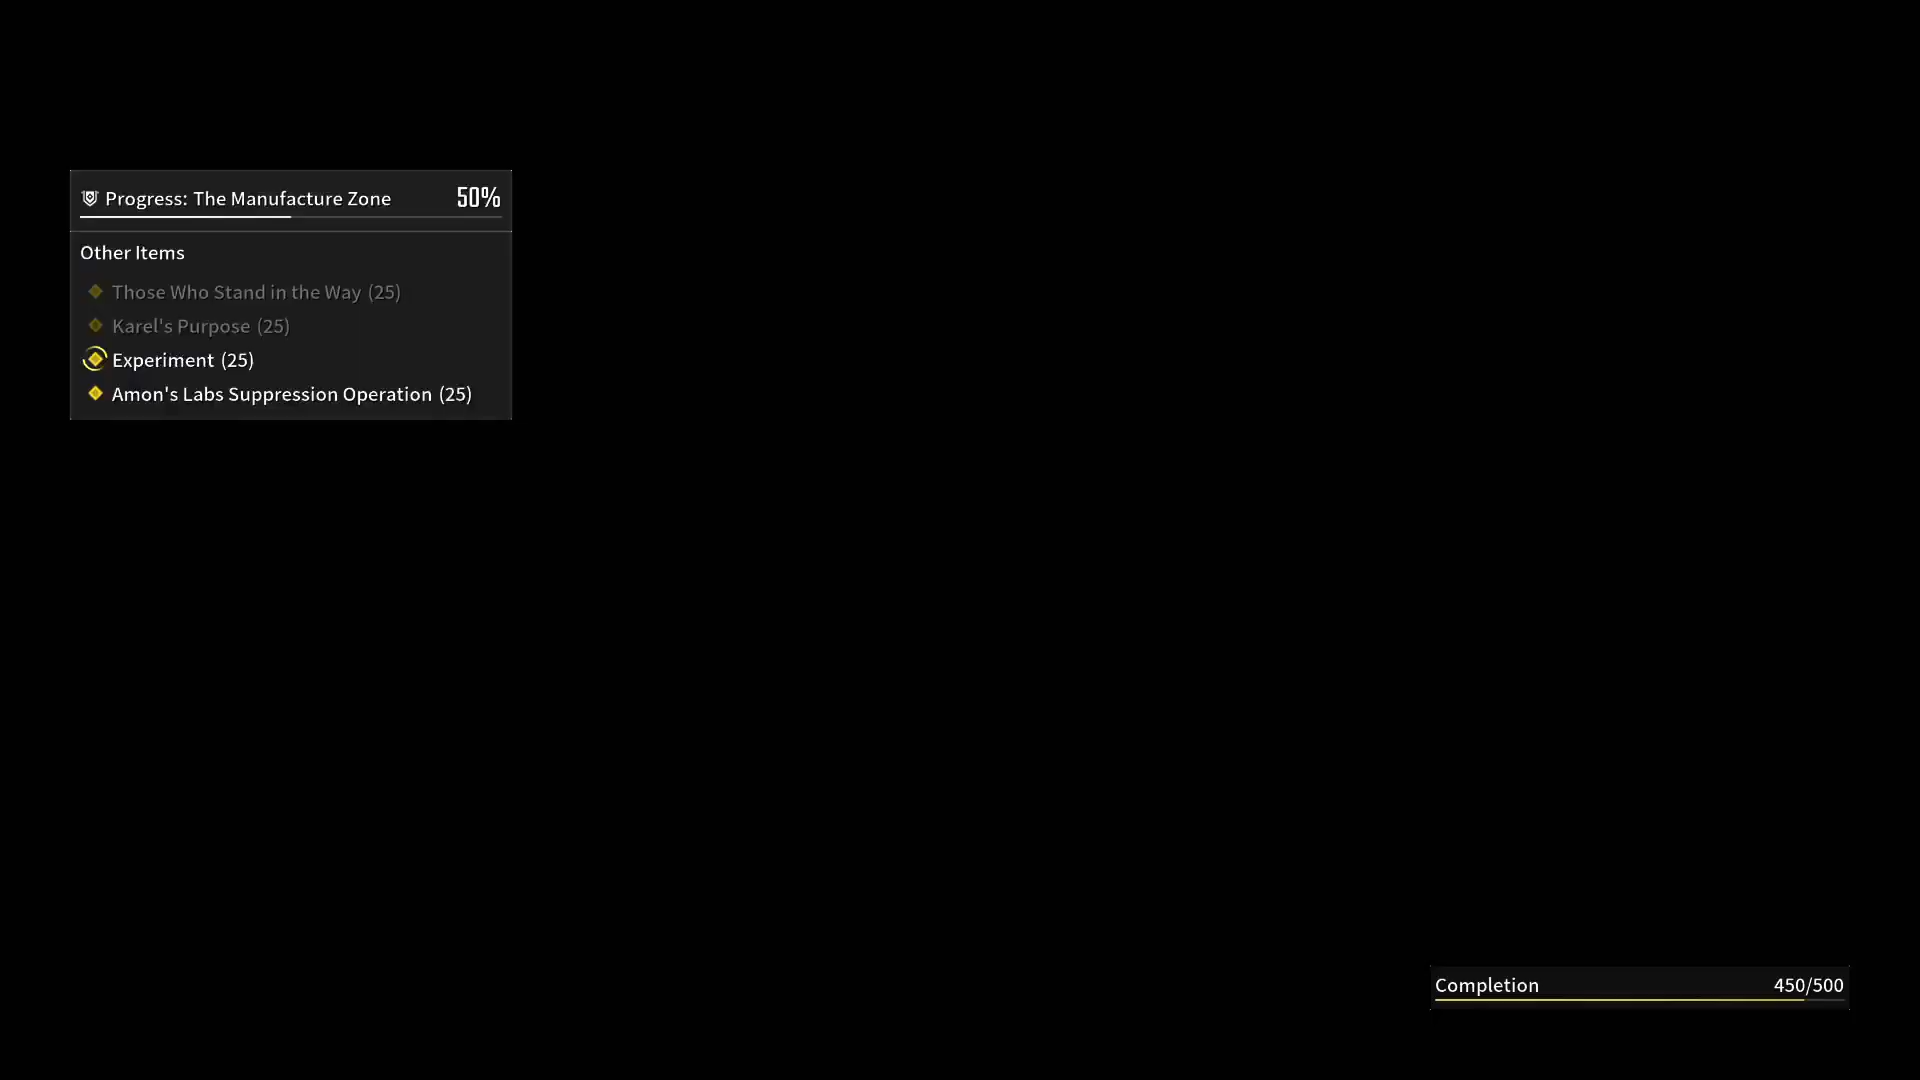 Progress: The Manufacture Zone 50%
Other Items
Those Who Stand in the Way (25)
Karel's Purpose (25)
Experiment (25)
Amon's Labs Suppression Operation (25)
Completion 450/500